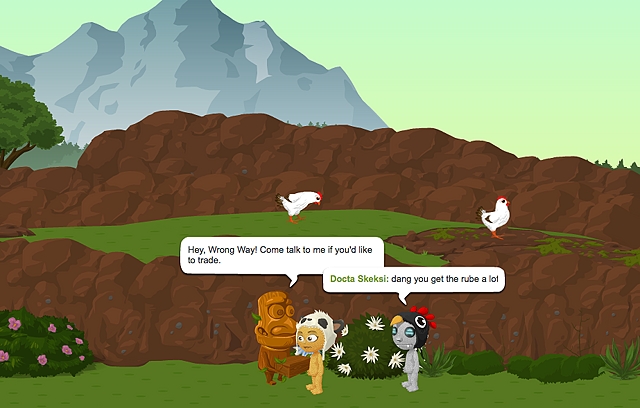 Hey, Wrong Way! Come talk to me if you'd like
to trade.
Docta Skeksi: dang you get the rube a lol